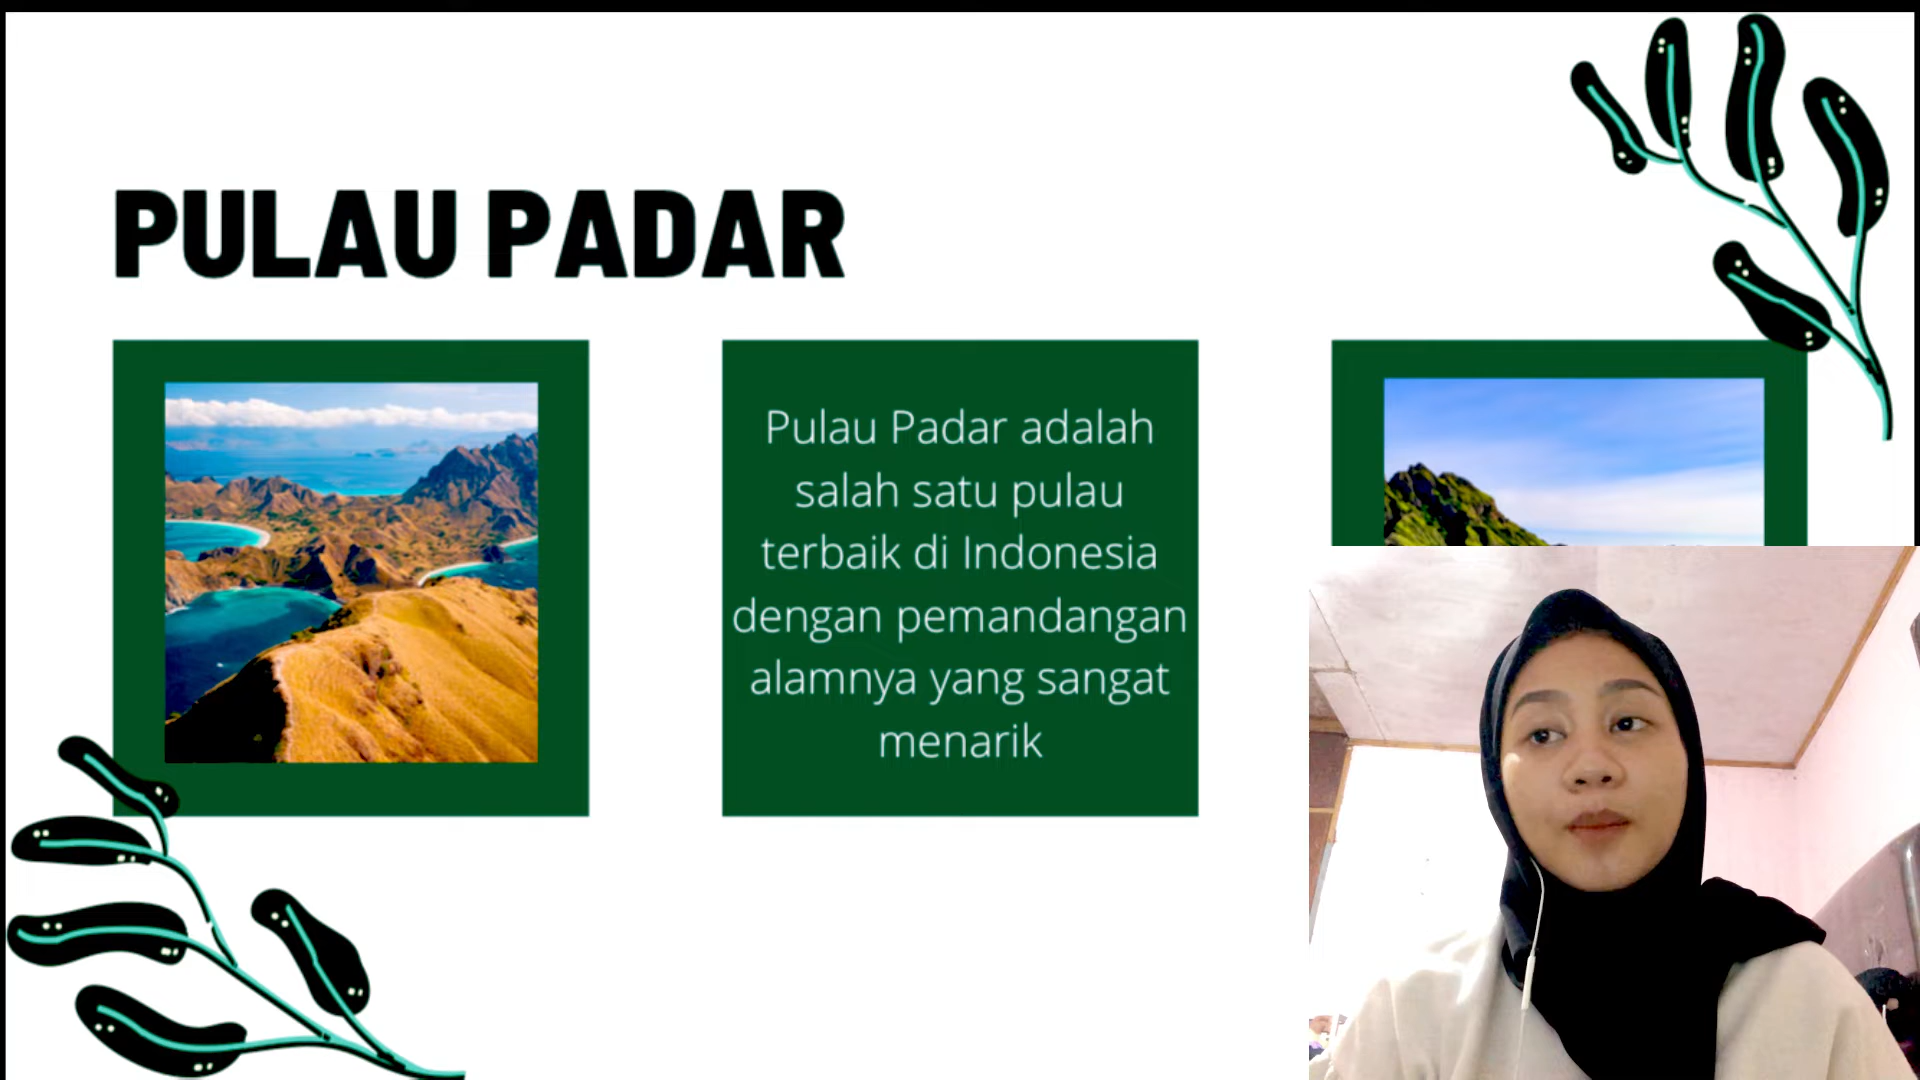 PULAU PADAR
Pulau Padar adalah
salah satu pulau
terbaik di Indonesia
dengan pemandangan
alamnya yang sangat
menarik